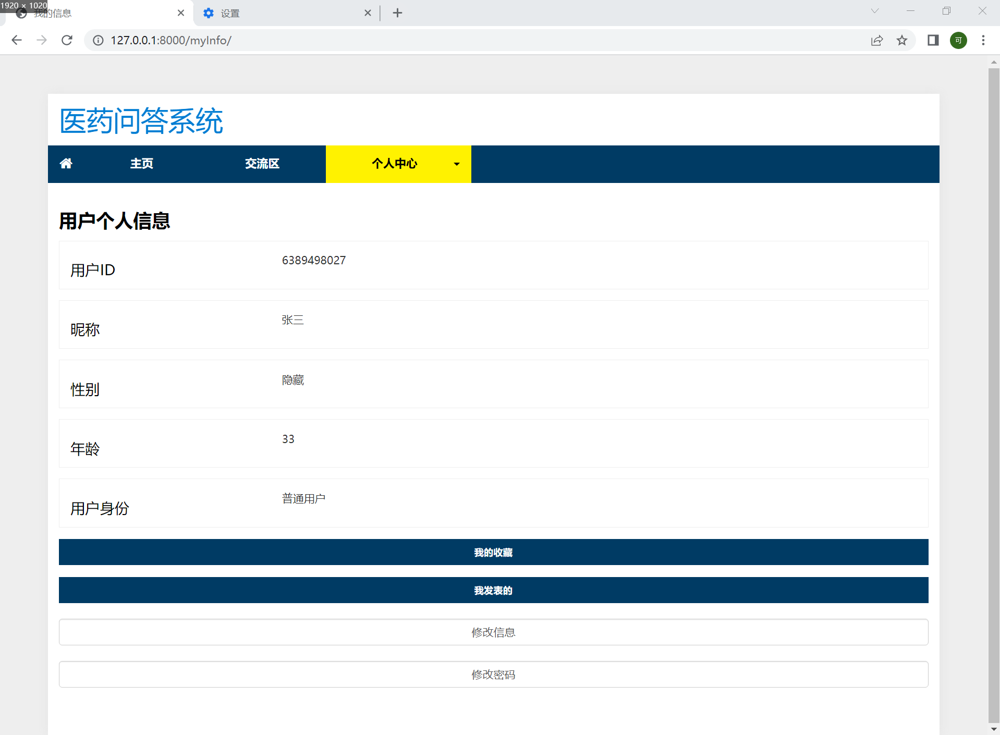 1920 × 1020
我的信息
设置
127.0.0.1:8000/myInfo/
可
医药问答系统
主页
交流区
个人中心
用户个人信息
用户ID
6389498027
昵称
张三
性别
隐藏
年龄
33
用户身份
普通用户
我的收藏
我发表的
修改信息
修改密码